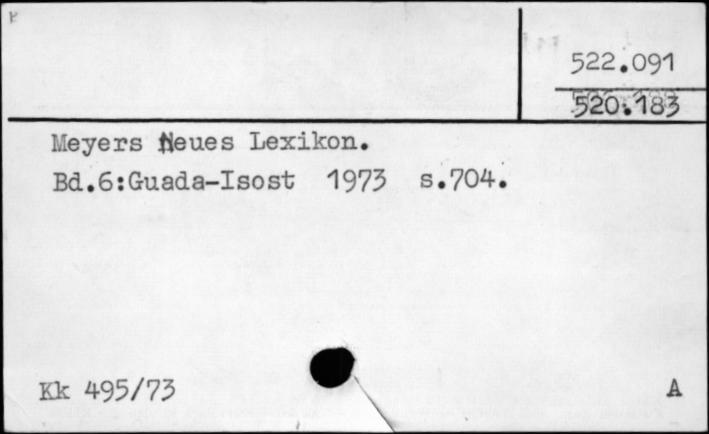 522.091
520.183
Meyers Neues Lexikon.
Bd.6:Guada-Isost 1973 s.704.
Kk 495/73
A